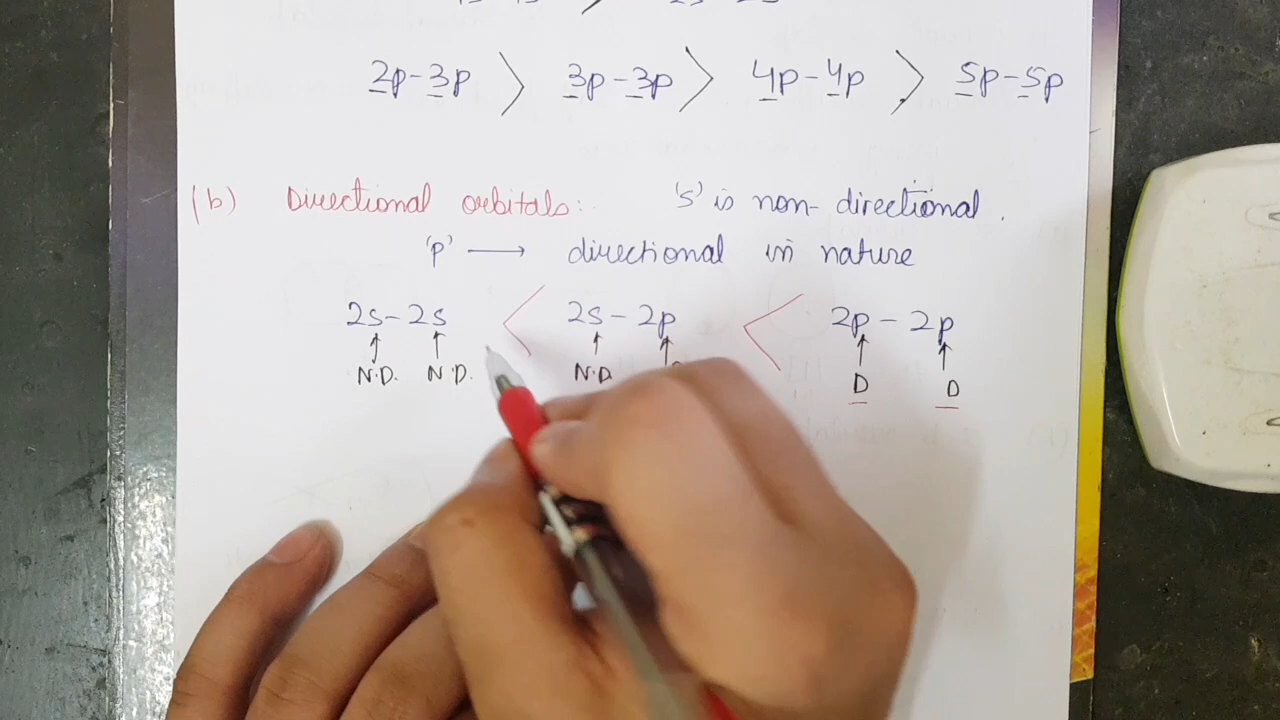 2p-3p > 3p-3p > 4p-4p > 5p-5p
(b) Directional orbitals: 's' is non-directional.
'p' ⟶ directional in nature
2s-2s < 2s-2p < 2p-2p
↑ ↑ ↑ ↑ ↑ ↑
N.D. N.D. N.D D D